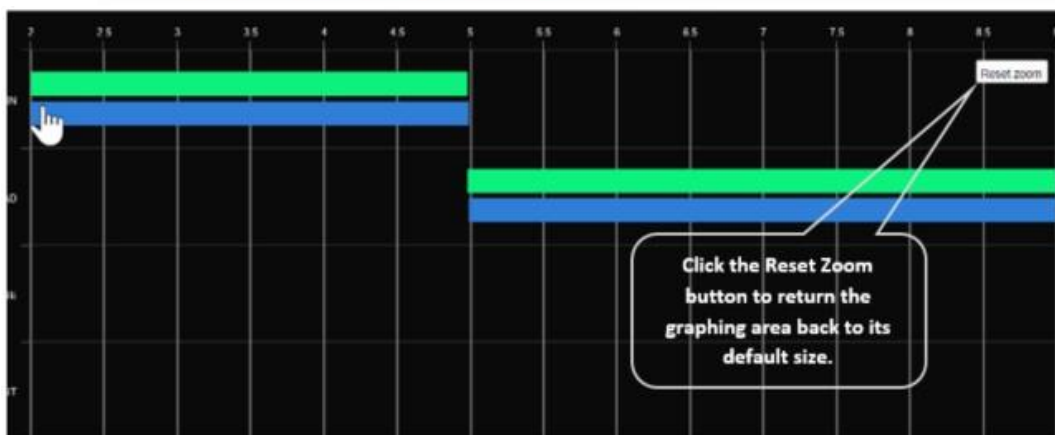 2 2.5 3 3.5 4 4.5 5 5.5 6 6.5 7 7.5 8 8.5
Reset zoom
IN
Click the Reset Zoom
button to return the
graphing area back to its
default size.